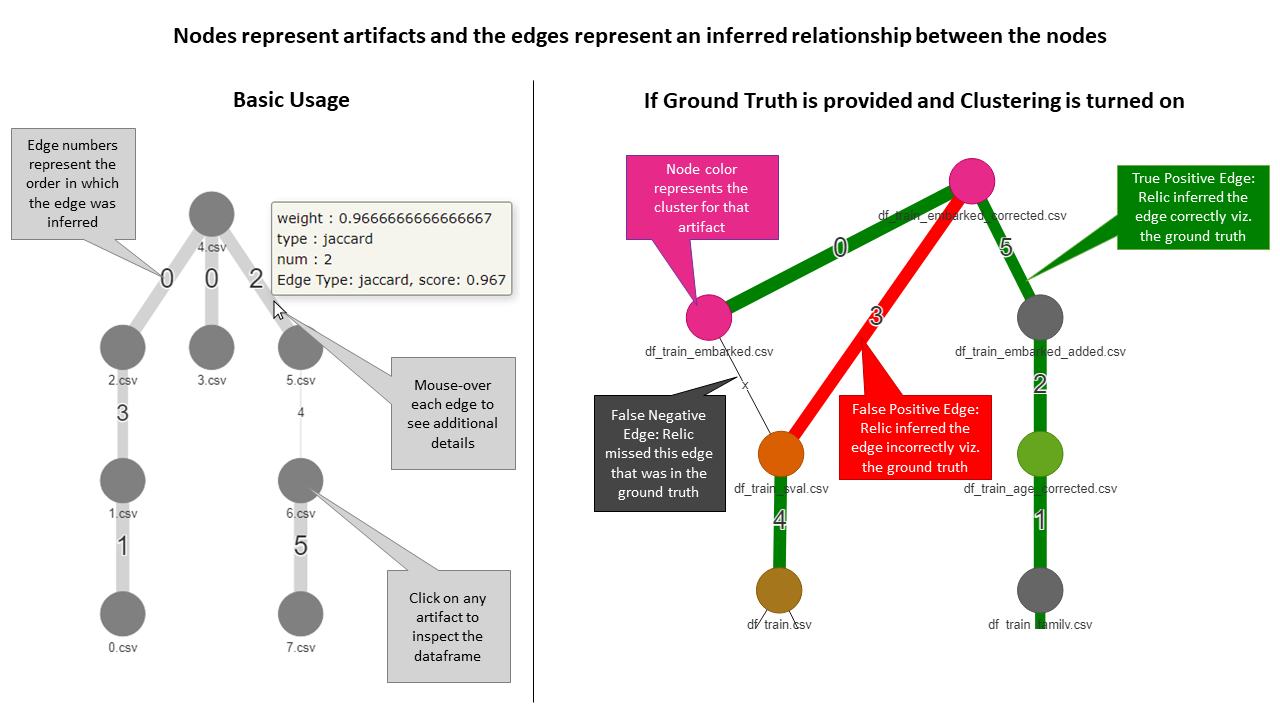 Nodes represent artifacts and the edges represent an inferred relationship between the nodes
Basic Usage
Edge numbers
represent the
order in which
the edge was
inferred
4.csv
0
0
2
weight : 0.9666666666666667
type : jaccard
num : 2
Edge Type: jaccard, score: 0.967
2.csv
3.csv
5.csv
3
4
Mouse-over
each edge to
see additional
details
1.csv
6.csv
1
5
Click on any
artifact to
inspect the
dataframe
0.csv
7.csv
If Ground Truth is provided and Clustering is turned on
Node color
represents the
cluster for that
artifact
True Positive Edge:
Relic inferred the
edge correctly viz.
the ground truth
df_train_embarked_corrected.csv
0
5
3
df_train_embarked.csv
df_train_embarked_added.csv
x
2
False Negative
Edge: Relic
missed this edge
that was in the
ground truth
False Positive Edge:
Relic inferred the
edge incorrectly viz.
the ground truth
df_train_sval.csv
df_train_age_corrected.csv
4
1
df_train.csv
df_train_family.csv